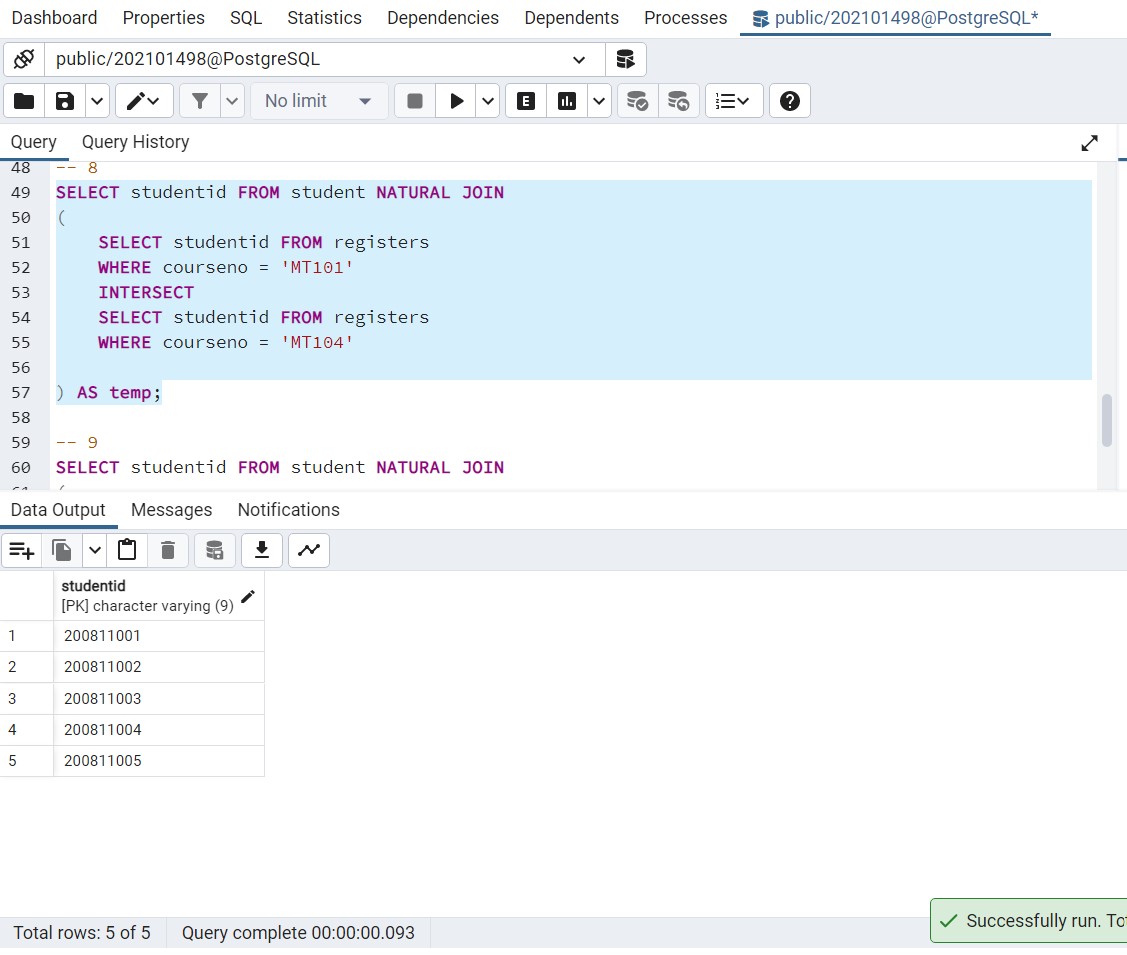 Dashboard Properties SQL Statistics Dependencies Dependents Processes public/202101498@PostgreSQL*
public/202101498@PostgreSQL
No limit E ?
Query Query History
48 -- 8
49 SELECT studentid FROM student NATURAL JOIN
50 (
51 SELECT studentid FROM registers
52 WHERE courseno = 'MT101'
53 INTERSECT
54 SELECT studentid FROM registers
55 WHERE courseno = 'MT104'
56
57 ) AS temp;
58
59 -- 9
60 SELECT studentid FROM student NATURAL JOIN
Data Output Messages Notifications
studentid
[PK] character varying (9)
1 200811001
2 200811002
3 200811003
4 200811004
5 200811005
Successfully run.
Total rows: 5 of 5 Query complete 00:00:00.093